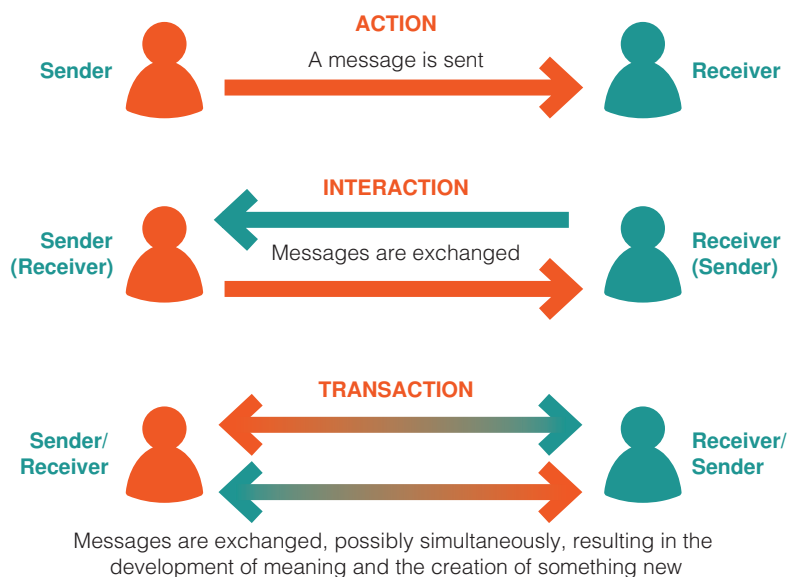 ACTION
A message is sent
Sender
Receiver
INTERACTION
Sender
(Receiver)
Messages are exchanged
Receiver
(Sender)
TRANSACTION
Sender/
Receiver
Receiver/
Sender
Messages are exchanged, possibly simultaneously, resulting in the
development of meaning and the creation of something new